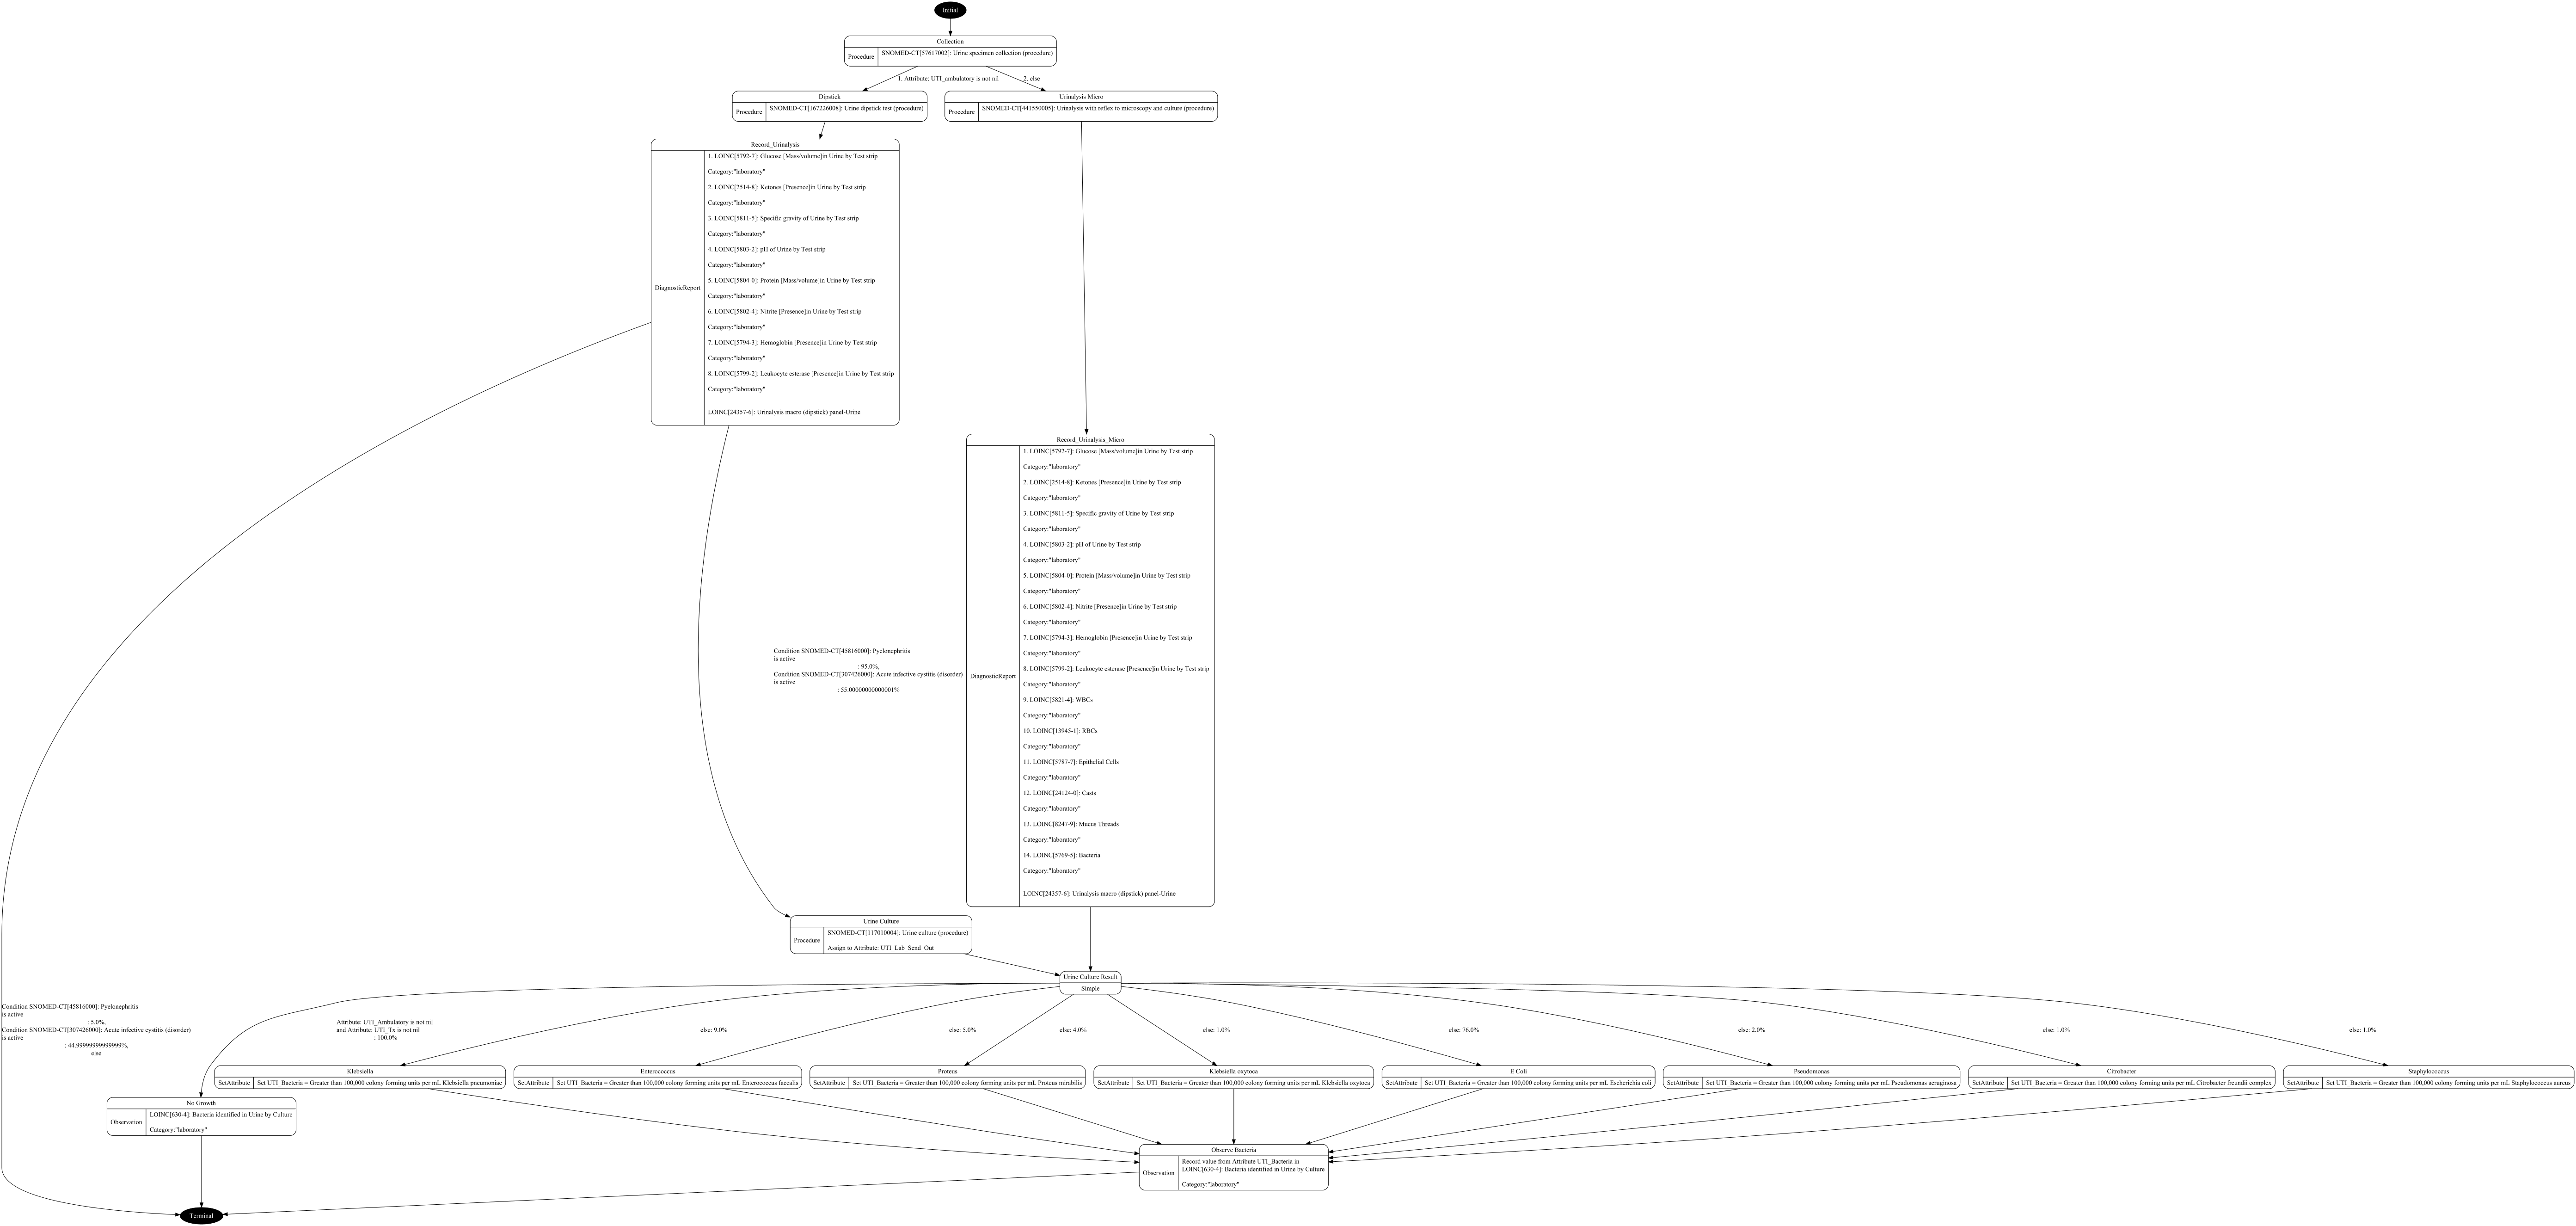 Initial
Collection
Procedure
SNOMED-CT[57617002]: Urine specimen collection (procedure)
1. Attribute: UTI_ambulatory is not nil
2. else
Dipstick
Procedure
SNOMED-CT[167226008]: Urine dipstick test (procedure)
Urinalysis Micro
Procedure
SNOMED-CT[441550005]: Urinalysis with reflex to microscopy and culture (procedure)
Record_Urinalysis
DiagnosticReport
1. LOINC[5792-7]: Glucose [Mass/volume]in Urine by Test strip
Category:"laboratory"
2. LOINC[2514-8]: Ketones [Presence]in Urine by Test strip
Category:"laboratory"
3. LOINC[5811-5]: Specific gravity of Urine by Test strip
Category:"laboratory"
4. LOINC[5803-2]: pH of Urine by Test strip
Category:"laboratory"
5. LOINC[5804-0]: Protein [Mass/volume]in Urine by Test strip
Category:"laboratory"
6. LOINC[5802-4]: Nitrite [Presence]in Urine by Test strip
Category:"laboratory"
7. LOINC[5794-3]: Hemoglobin [Presence]in Urine by Test strip
Category:"laboratory"
8. LOINC[5799-2]: Leukocyte esterase [Presence]in Urine by Test strip
Category:"laboratory"
LOINC[24357-6]: Urinalysis macro (dipstick) panel-Urine
Record_Urinalysis_Micro
DiagnosticReport
1. LOINC[5792-7]: Glucose [Mass/volume]in Urine by Test strip
Category:"laboratory"
2. LOINC[2514-8]: Ketones [Presence]in Urine by Test strip
Category:"laboratory"
3. LOINC[5811-5]: Specific gravity of Urine by Test strip
Category:"laboratory"
4. LOINC[5803-2]: pH of Urine by Test strip
Category:"laboratory"
5. LOINC[5804-0]: Protein [Mass/volume]in Urine by Test strip
Category:"laboratory"
6. LOINC[5802-4]: Nitrite [Presence]in Urine by Test strip
Category:"laboratory"
7. LOINC[5794-3]: Hemoglobin [Presence]in Urine by Test strip
Category:"laboratory"
8. LOINC[5799-2]: Leukocyte esterase [Presence]in Urine by Test strip
Category:"laboratory"
9. LOINC[5821-4]: WBCs
Category:"laboratory"
10. LOINC[13945-1]: RBCs
Category:"laboratory"
11. LOINC[5787-7]: Epithelial Cells
Category:"laboratory"
12. LOINC[24124-0]: Casts
Category:"laboratory"
13. LOINC[8247-9]: Mucus Threads
Category:"laboratory"
14. LOINC[5769-5]: Bacteria
Category:"laboratory"
LOINC[24357-6]: Urinalysis macro (dipstick) panel-Urine
Condition SNOMED-CT[45816000]: Pyelonephritis
is active
: 95.0%,
Condition SNOMED-CT[307426000]: Acute infective cystitis (disorder)
is active
: 55.00000000000001%
Urine Culture
Procedure
SNOMED-CT[117010004]: Urine culture (procedure)
Assign to Attribute: UTI_Lab_Send_Out
Urine Culture Result
Simple
Condition SNOMED-CT[45816000]: Pyelonephritis
is active
: 5.0%,
Condition SNOMED-CT[307426000]: Acute infective cystitis (disorder)
is active
: 44.99999999999999%,
else
Attribute: UTI_Ambulatory is not nil
and Attribute: UTI_Tx is not nil
: 100.0%
else: 9.0%
else: 5.0%
else: 4.0%
else: 1.0%
else: 76.0%
else: 2.0%
else: 1.0%
else: 1.0%
Klebsiella
SetAttribute
Set UTI_Bacteria = Greater than 100,000 colony forming units per mL Klebsiella pneumoniae
Enterococcus
SetAttribute
Set UTI_Bacteria = Greater than 100,000 colony forming units per mL Enterococcus faecalis
Proteus
SetAttribute
Set UTI_Bacteria = Greater than 100,000 colony forming units per mL Proteus mirabilis
Klebsiella oxytoca
SetAttribute
Set UTI_Bacteria = Greater than 100,000 colony forming units per mL Klebsiella oxytoca
E Coli
SetAttribute
Set UTI_Bacteria = Greater than 100,000 colony forming units per mL Escherichia coli
Pseudomonas
SetAttribute
Set UTI_Bacteria = Greater than 100,000 colony forming units per mL Pseudomonas aeruginosa
Citrobacter
SetAttribute
Set UTI_Bacteria = Greater than 100,000 colony forming units per mL Citrobacter freundii complex
Staphylococcus
SetAttribute
Set UTI_Bacteria = Greater than 100,000 colony forming units per mL Staphylococcus aureus
No Growth
Observation
LOINC[630-4]: Bacteria identified in Urine by Culture
Category:"laboratory"
Observe Bacteria
Observation
Record value from Attribute UTI_Bacteria in
LOINC[630-4]: Bacteria identified in Urine by Culture
Category:"laboratory"
Terminal